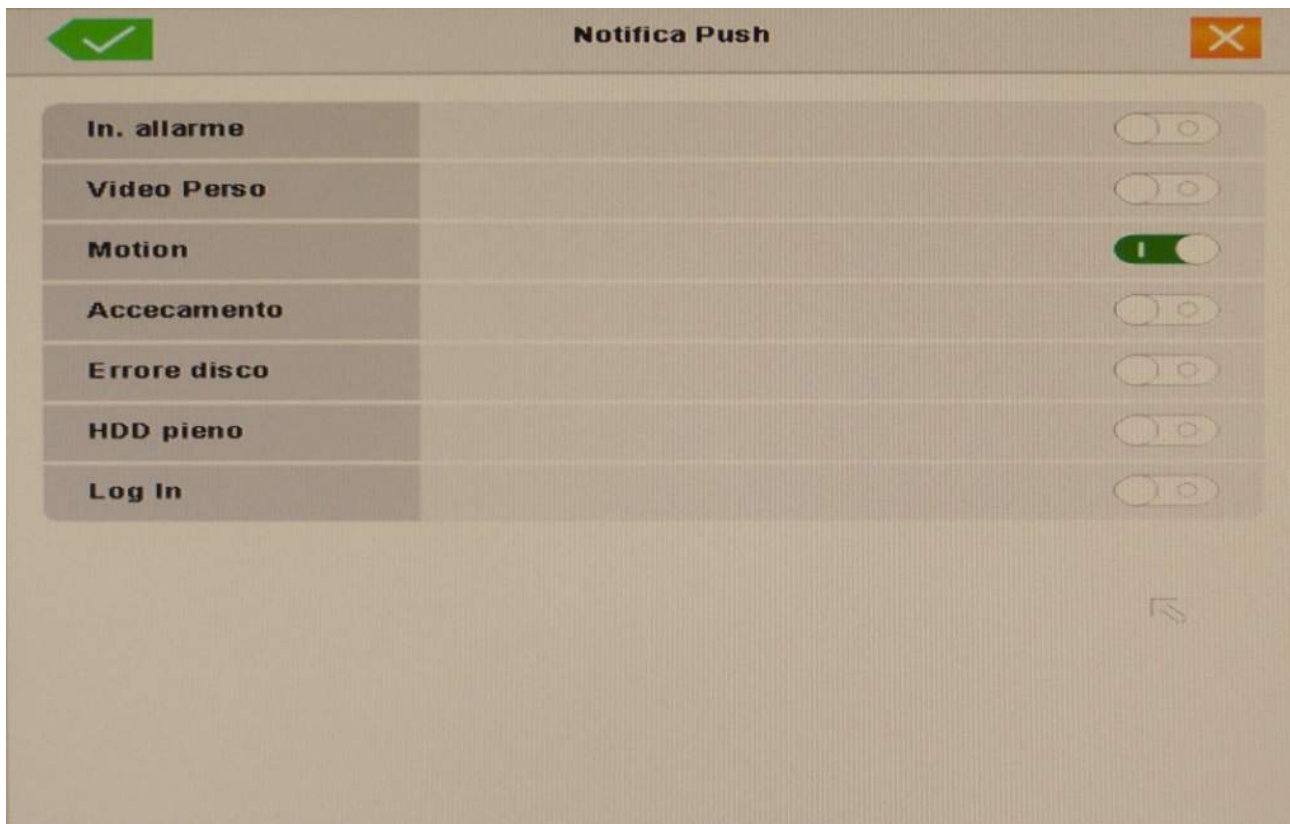 Notifica Push
In. allarme
Video Perso
Motion
Accecamento
Errore disco
HDD pieno
Log In